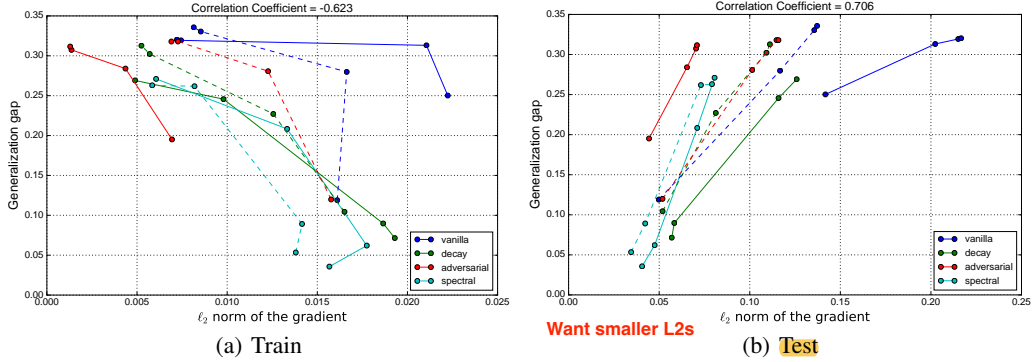 Correlation Coefficient = -0.623
0.35
0.30
0.25
0.20
0.15
0.10
0.05
0.00
Generalization gap
vanilla
decay
adversarial
spectral
0.000
0.005
0.010
0.015
0.020
0.025
ℓ₂ norm of the gradient
(a) Train
Correlation Coefficient = 0.706
0.35
0.30
0.25
0.20
0.15
0.10
0.05
0.00
Generalization gap
vanilla
decay
adversarial
spectral
0.00
0.05
0.10
0.15
0.20
0.25
ℓ₂ norm of the gradient
Want smaller L2s
(b) Test